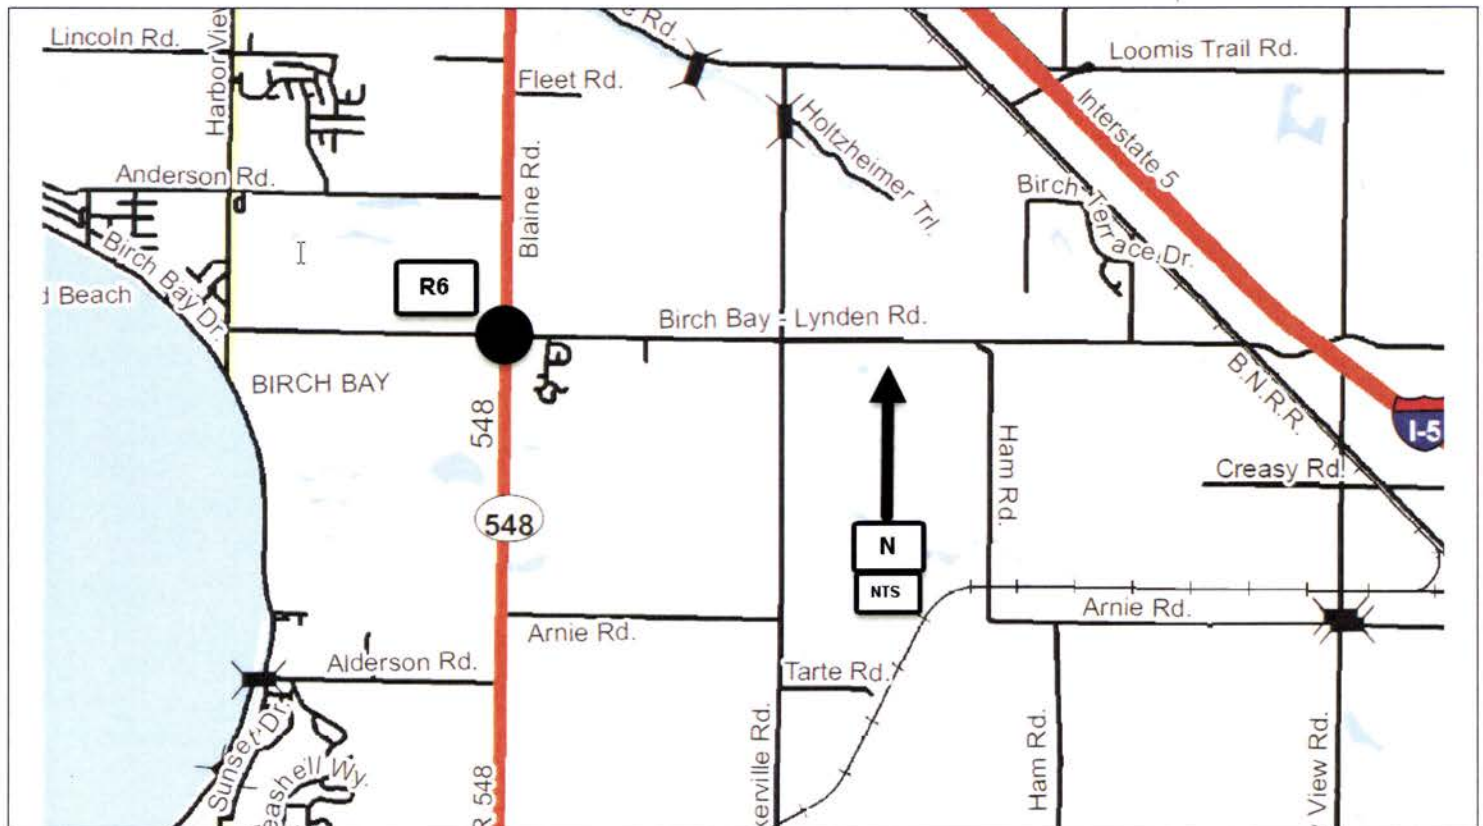 Lincoln Rd.
Harbor View
e Rd.
Loomis Trail Rd.
Fleet Rd.
Interstate 5
Holtzheimer Trl.
Blaine Rd.
Anderson Rd.
Birch Terrace Dr.
Birch Bay Dr.
R6
d Beach
Birch Bay - Lynden Rd.
BIRCH BAY
B.N.R.R.
548
I-5
Ham Rd.
Creasy Rd.
548
N
NTS
Arnie Rd.
Arnie Rd.
Alderson Rd.
Tarte Rd.
Sunset Dr.
eashell Wy.
R 548
kerville Rd.
Ham Rd.
View Rd.